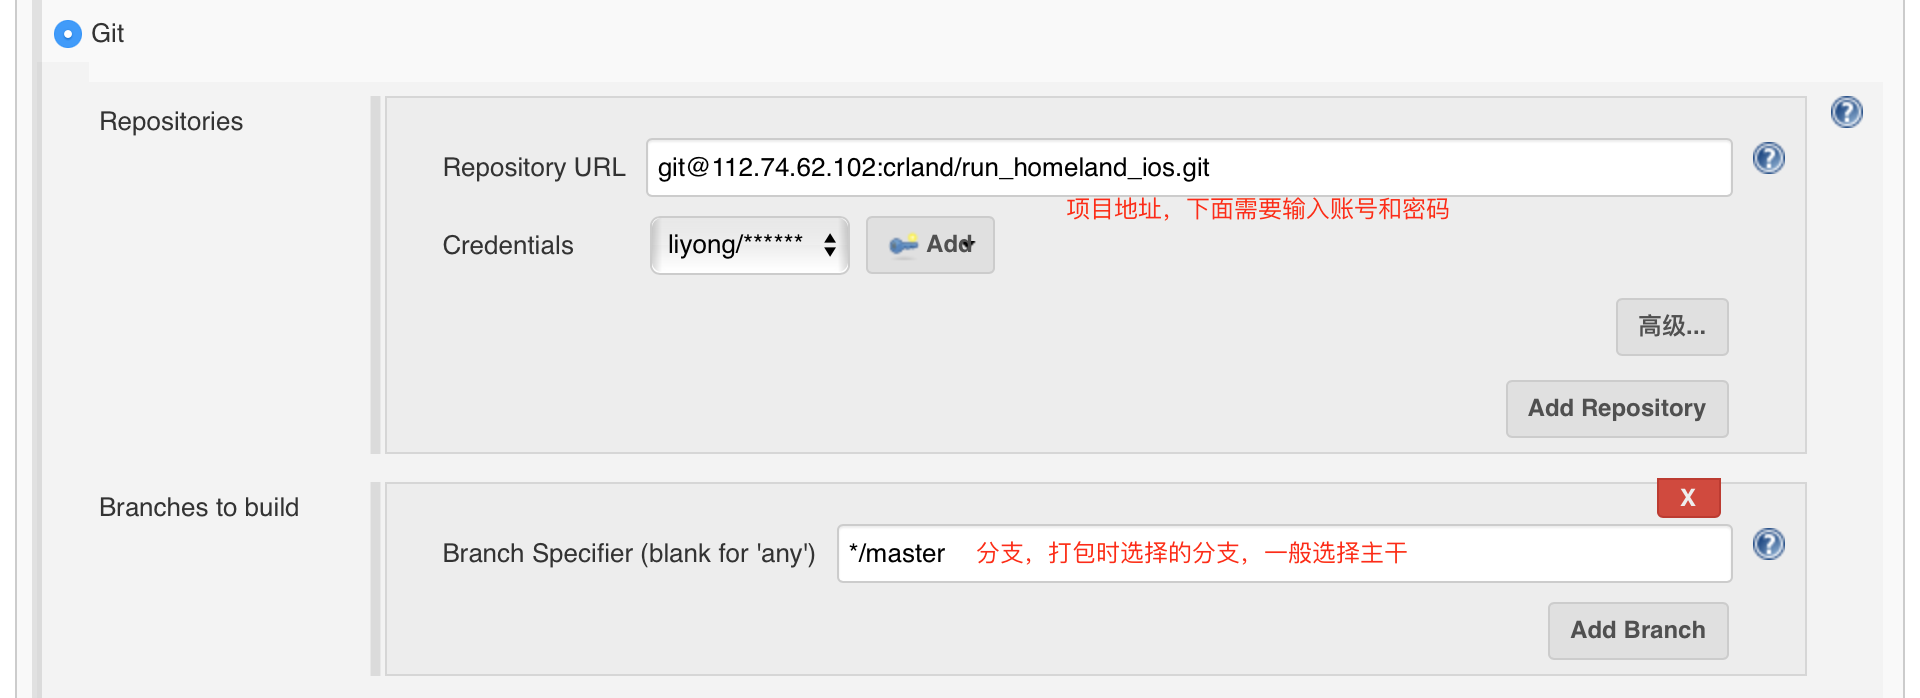 Git
Repositories
Repository URL git@112.74.62.102:crland/run_homeland_ios.git
项目地址，下面需要输入账号和密码
Credentials liyong/****** Add
高级...
Add Repository
Branches to build
X
Branch Specifier (blank for 'any') */master 分支，打包时选择的分支，一般选择主干
Add Branch